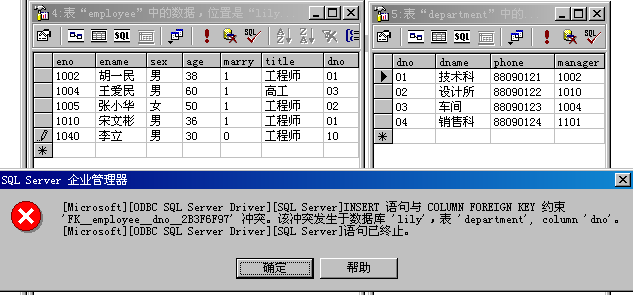 4:表“employee”中的数据，位置是“lily
SQL
SQL
eno ename sex age marry title dno
1002 胡一民 男 38 1 工程师 01
1004 王爱民 男 60 1 高工 03
1005 张小华 女 50 1 工程师 02
1010 宋文彬 男 36 1 工程师 01
1040 李立 男 30 0 工程师 10
5:表“department”中的..
SQL
SQL
dno dname phone manager
01 技术科 88090121 1002
02 设计所 88090122 1010
03 车间 88090123 1004
04 销售科 88090124 1101
SQL Server 企业管理器
[Microsoft][ODBC SQL Server Driver][SQL Server]INSERT 语句与 COLUMN FOREIGN KEY 约束
'FK__employee__dno__2B3F6F97' 冲突。该冲突发生于数据库 'lily'，表 'department', column 'dno'。
[Microsoft][ODBC SQL Server Driver][SQL Server]语句已终止。
确定
帮助